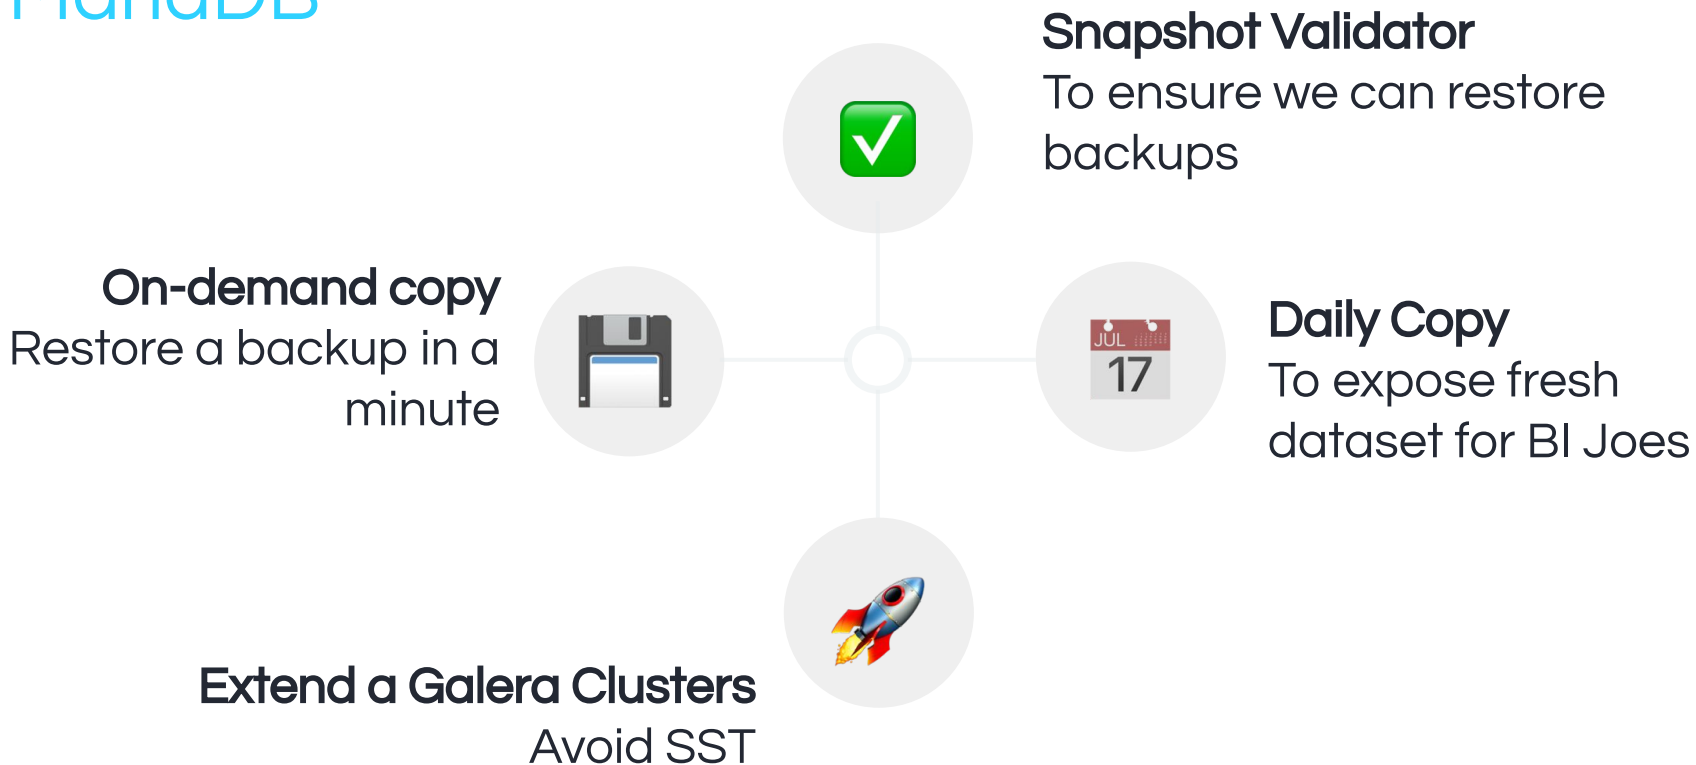 Snapshot Validator
To ensure we can restore
backups
On-demand copy
Restore a backup in a
minute
JUL
17
Daily Copy
To expose fresh
dataset for BI Joes
Extend a Galera Clusters
Avoid SST